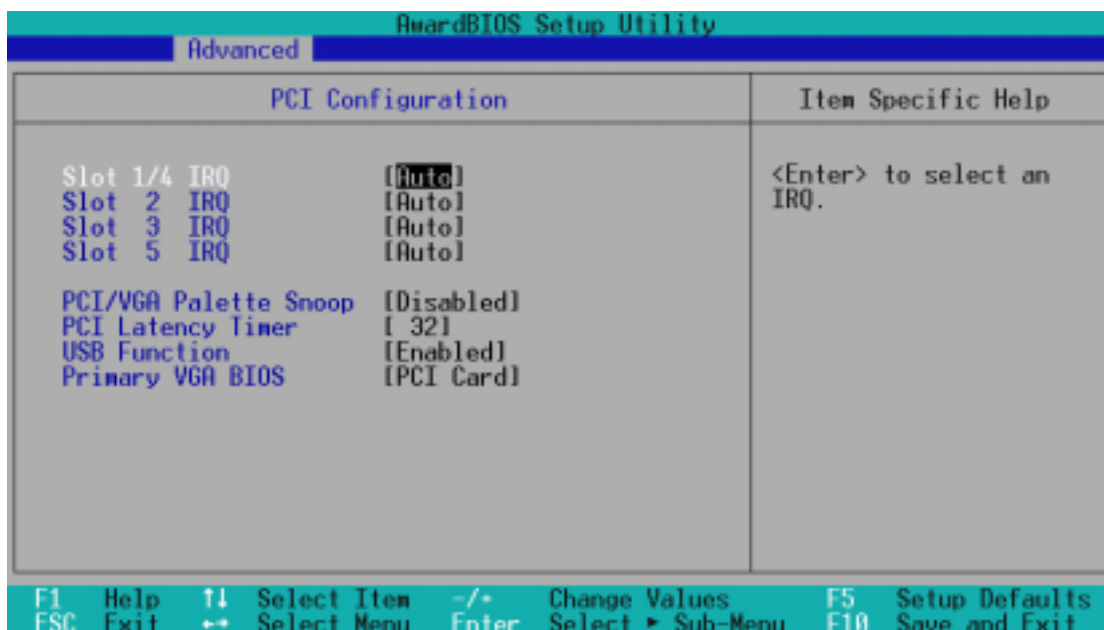 AwardBIOS Setup Utility
Advanced
PCI Configuration
Item Specific Help
Slot 1/4 IRQ [Auto]
Slot 2 IRQ [Auto]
Slot 3 IRQ [Auto]
Slot 5 IRQ [Auto]
PCI/VGA Palette Snoop [Disabled]
PCI Latency Timer [ 32]
USB Function [Enabled]
Primary VGA BIOS [PCI Card]
<Enter> to select an
IRQ.
F1 Help ↑↓ Select Item -/+ Change Values F5 Setup Defaults
ESC Exit ←→ Select Menu Enter Select ► Sub-Menu F10 Save and Exit